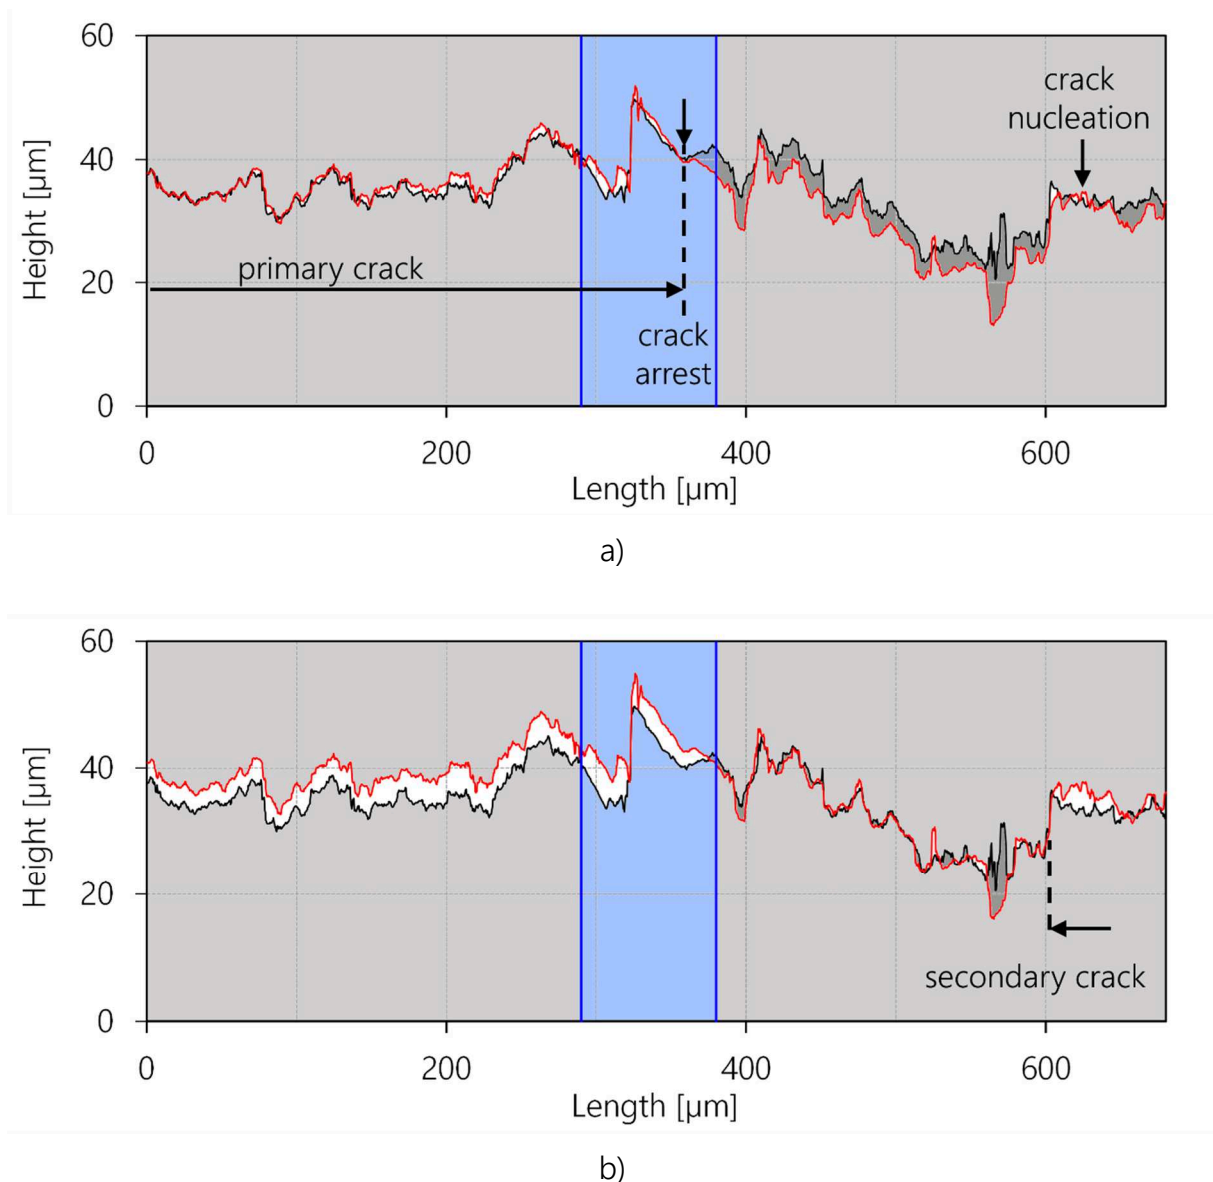 60
crack
nucleation
40
Height [µm]
primary crack
20
crack
arrest
0
0 200 400 600
Length [µm]
a)
60
40
Height [µm]
20
secondary crack
0
0 200 400 600
Length [µm]
b)